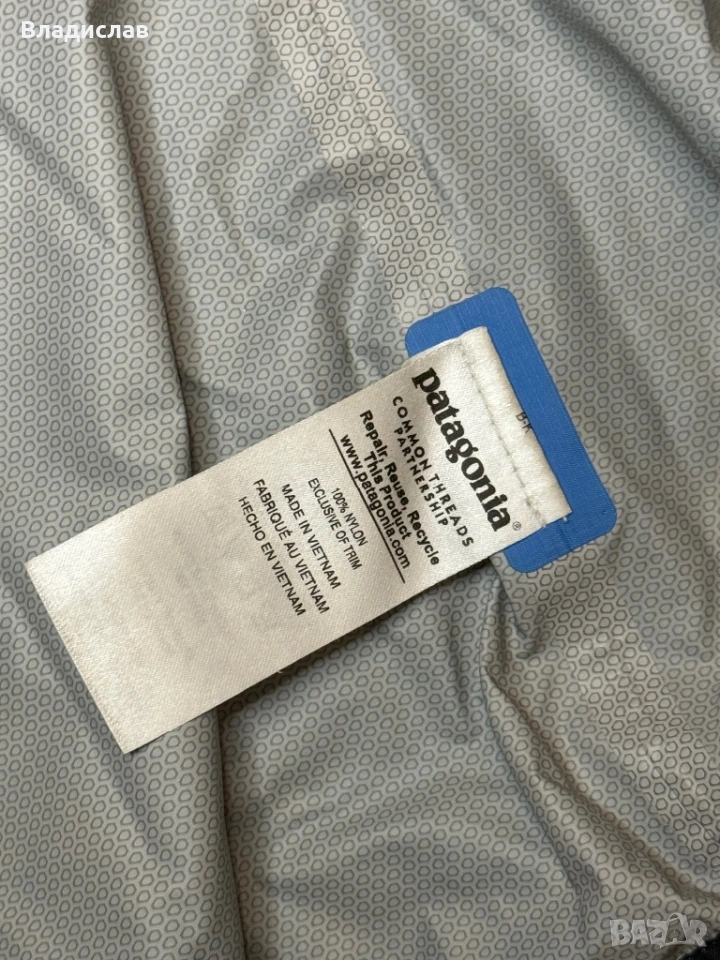 Владислав
patagonia®
COMMON THREADS
PARTNERSHIP
Repair, Reuse, Recycle
This Product
www.patagonia.com
100% NYLON
EXCLUSIVE OF TRIM
MADE IN VIETNAM
FABRIQUÉ AU VIETNAM
HECHO EN VIETNAM
B-K
BAZAR